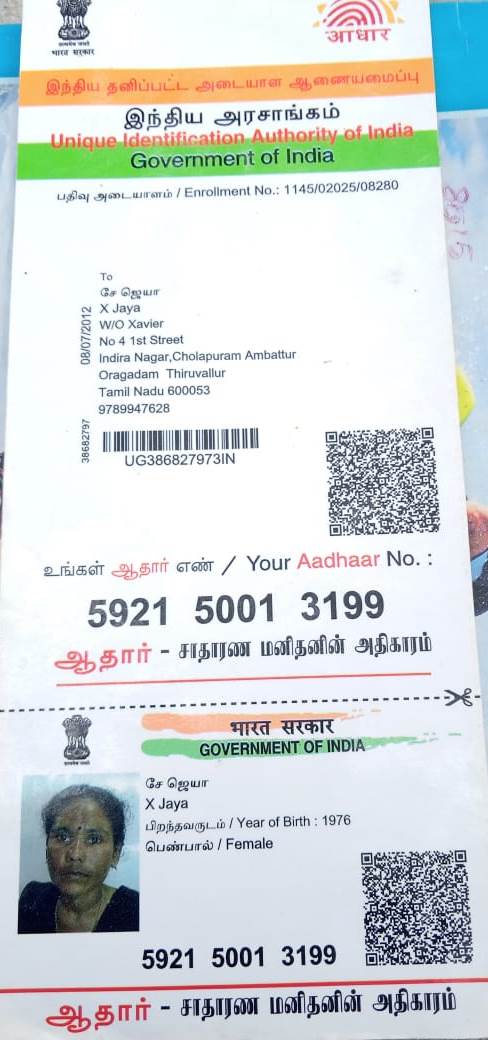 भारत सरकार
आधार
இந்திய தனிப்பட்ட அடையாள ஆணையமைப்பு
இந்திய அரசாங்கம்
Unique Identification Authority of India
Government of India
பதிவு அடையாளம் / Enrollment No.: 1145/02025/08280
To
சே ஜெயா
X Jaya
W/O Xavier
No 4 1st Street
Indira Nagar,Cholapuram Ambattur
Oragadam Thiruvallur
Tamil Nadu 600053
9789947628
08/07/2012
38682797
UG386827973IN
உங்கள் ஆதார் எண் / Your Aadhaar No. :
5921 5001 3199
ஆதார் - சாதாரண மனிதனின் அதிகாரம்
भारत सरकार
GOVERNMENT OF INDIA
சே ஜெயா
X Jaya
பிறந்தவருடம் / Year of Birth : 1976
பெண்பால் / Female
5921 5001 3199
ஆதார் - சாதாரண மனிதனின் அதிகாரம்